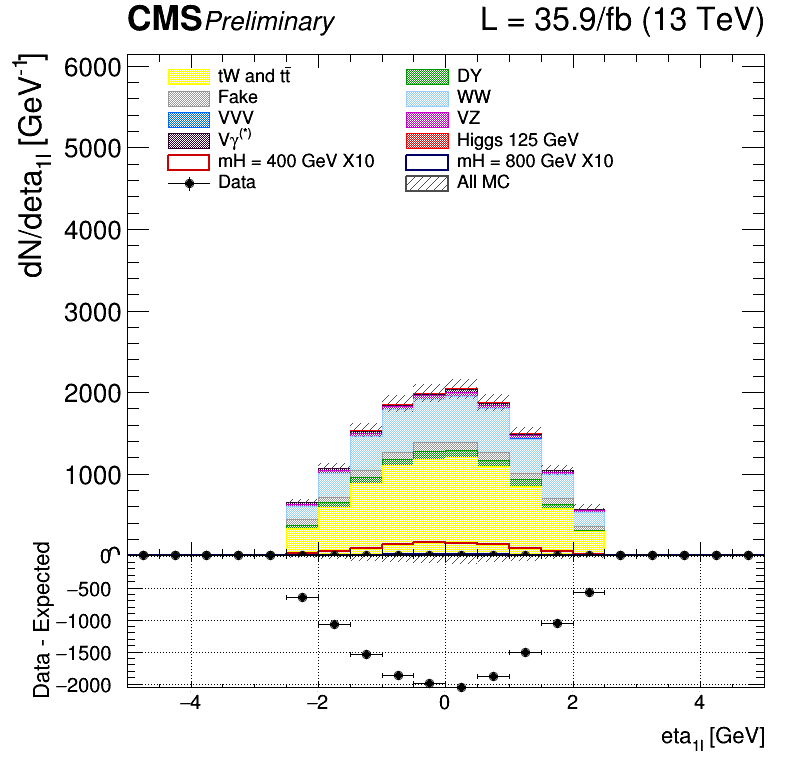 CMS Preliminary L = 35.9/fb (13 TeV)
dN/deta1l [GeV-1]
tW and tt̄ DY
Fake WW
VVV VZ
Vγ(*) Higgs 125 GeV
mH = 400 GeV X10 mH = 800 GeV X10
Data All MC
6000
5000
4000
3000
2000
1000
0
Data - Expected
−500
−1000
−1500
−2000
−4 −2 0 2 4
eta1l [GeV]